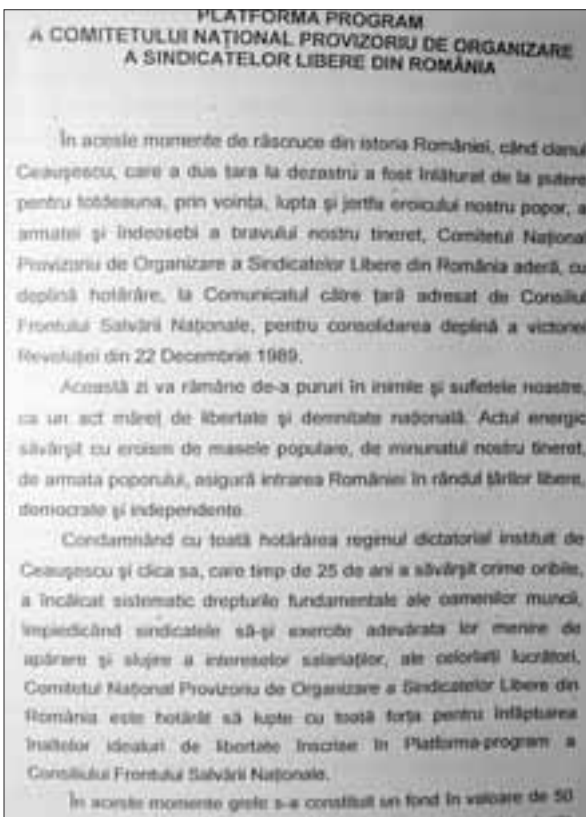 PLATFORMA PROGRAM
A COMITETULUI NAȚIONAL PROVIZORIU DE ORGANIZARE
A SINDICATELOR LIBERE DIN ROMÂNIA
În aceste momente de răscruce din istoria României, când clanul
Ceaușescu, care a dus țara la dezastru a fost înlăturat de la putere
pentru totdeauna, prin voința, lupta și jertfa eroicului nostru popor, a
armatei și îndeosebi a bravului nostru tineret, Comitetul Național
Provizoriu de Organizare a Sindicatelor Libere din România aderă, cu
deplină hotărâre, la Comunicatul către țară adresat de Consiliul
Frontului Salvării Naționale, pentru consolidarea deplină a victoriei
Revoluției din 22 Decembrie 1989.
Această zi va rămâne de-a pururi în inimile și sufletele noastre,
ca un act măreț de libertate și demnitate națională. Actul energic
săvârșit cu eroism de masele populare, de minunatul nostru tineret,
de armata poporului, asigură intrarea României în rândul țărilor libere,
democrate și independente.
Condamnând cu toată hotărârea regimul dictatorial instituit de
Ceaușescu și clica sa, care timp de 25 de ani a săvârșit crime oribile,
a încălcat sistematic drepturile fundamentale ale oamenilor muncii,
împiedicând sindicatele să-și exercite adevărata lor menire de
apărare și slujire a intereselor salariaților, ale celorlalți lucrători,
Comitetul Național Provizoriu de Organizare a Sindicatelor Libere din
România este hotărât să lupte cu toată forța pentru înfăptuirea
înaltelor idealuri de libertate înscrise în Platforma-program a
Consiliului Frontului Salvării Naționale.
În aceste momente grele s-a constituit un fond în valoare de 50